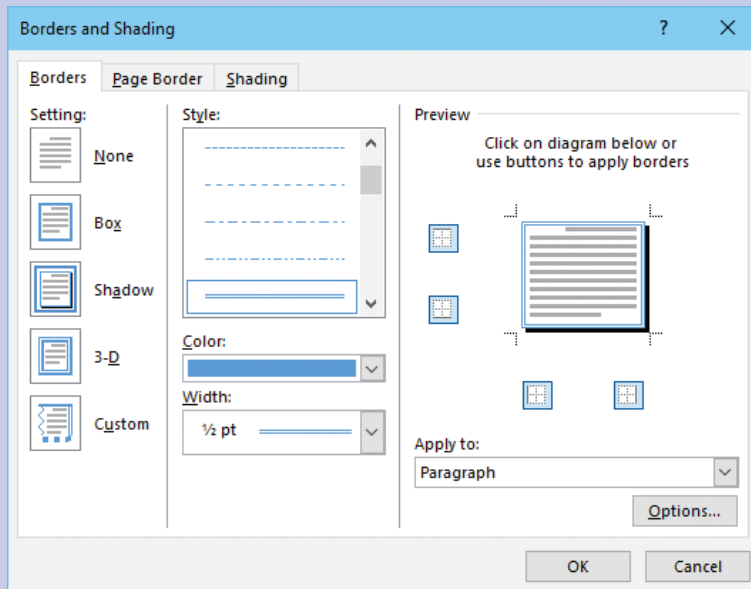 Borders and Shading
?
Borders
Page Border
Shading
Setting:
None
Box
Shadow
3-D
Custom
Style:
Color:
Width:
½ pt
Preview
Click on diagram below or
use buttons to apply borders
Apply to:
Paragraph
Options...
OK
Cancel